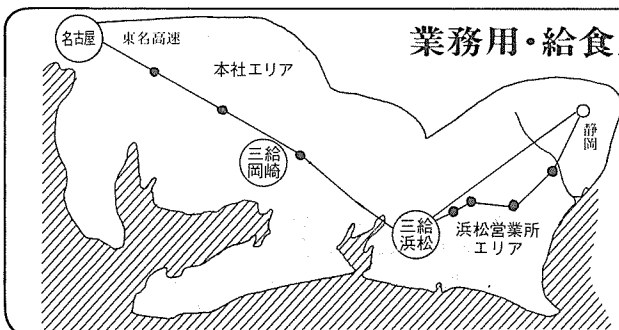 業務用・給食
名古屋
東名高速
本社エリア
三給
岡崎
三給
浜松
浜松営業所
エリア
静岡